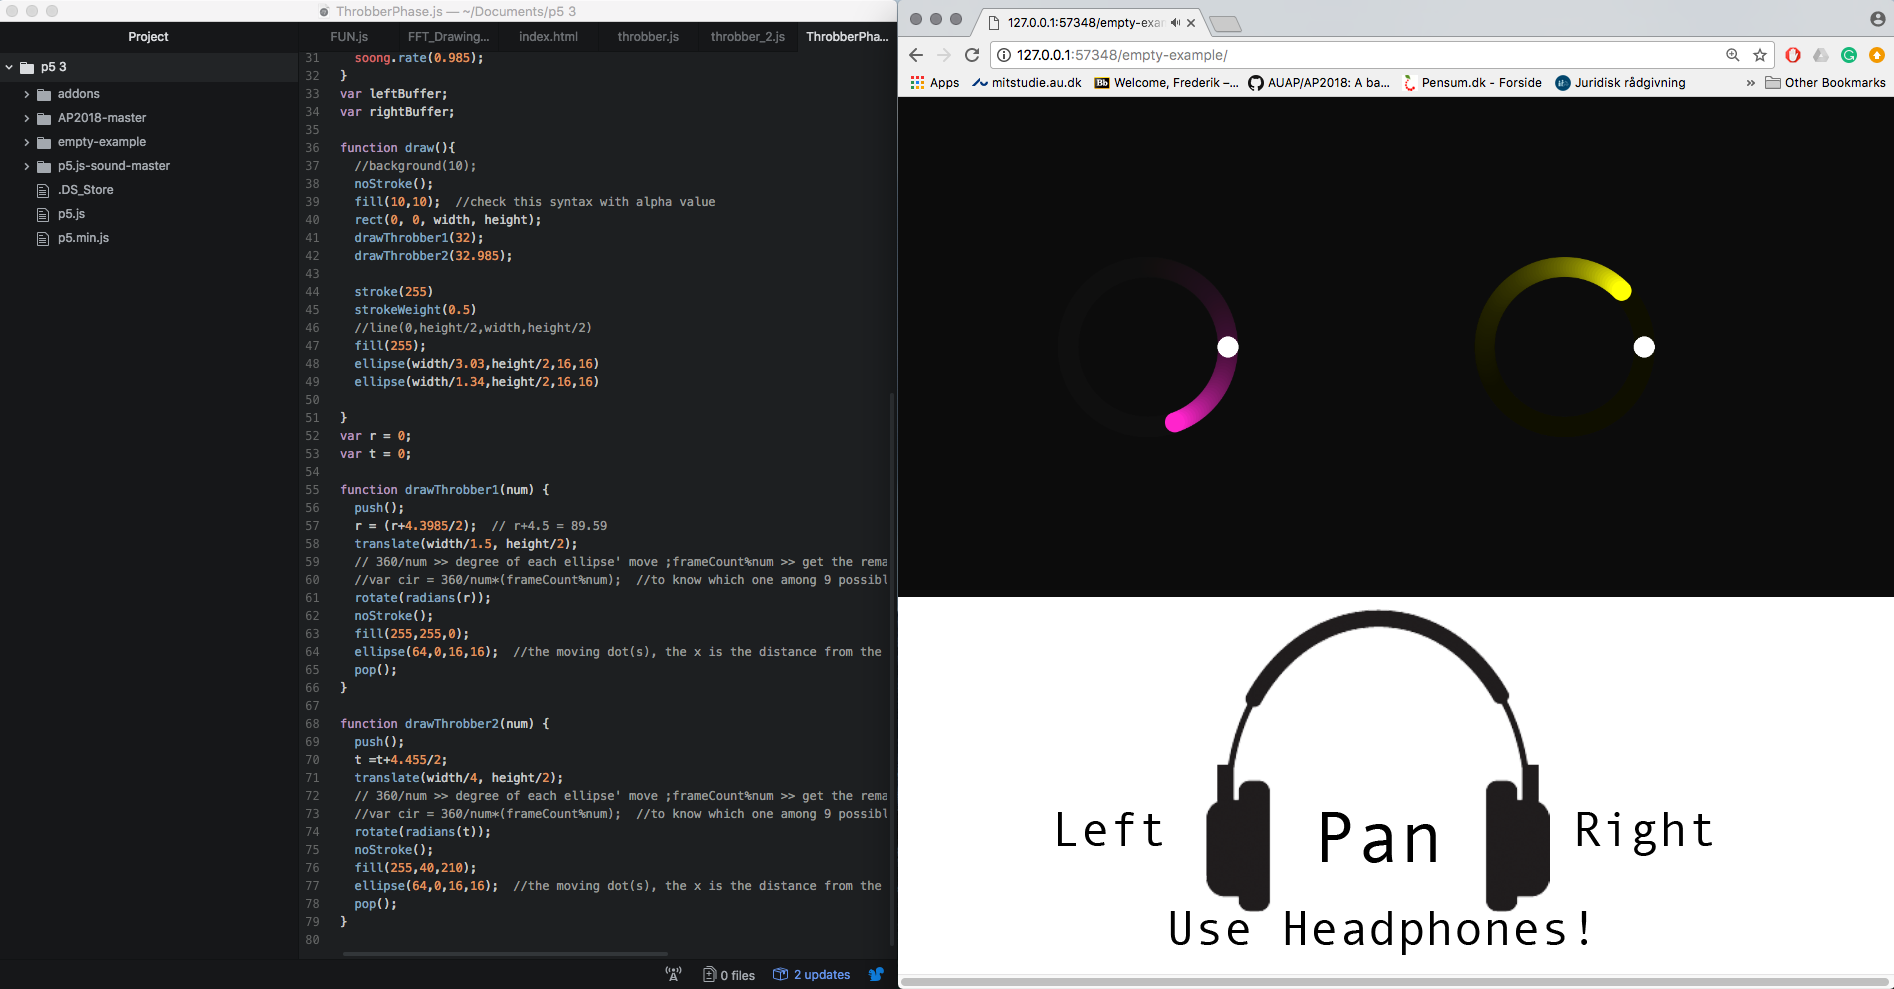 ThrobberPhase.js — ~/Documents/p5 3
Project
p5 3
addons
AP2018-master
empty-example
p5.js-sound-master
.DS_Store
p5.js
p5.min.js
FUN.js
FFT_Drawing...
index.html
throbber.js
throbber_2.js
ThrobberPha...
31 soong.rate(0.985);
32 }
33 var leftBuffer;
34 var rightBuffer;
35
36 function draw(){
37 //background(10);
38 noStroke();
39 fill(10,10); //check this syntax with alpha value
40 rect(0, 0, width, height);
41 drawThrobber1(32);
42 drawThrobber2(32.985);
43
44 stroke(255)
45 strokeWeight(0.5)
46 //line(0,height/2,width,height/2)
47 fill(255);
48 ellipse(width/3.03,height/2,16,16)
49 ellipse(width/1.34,height/2,16,16)
50
51 }
52 var r = 0;
53 var t = 0;
54
55 function drawThrobber1(num) {
56 push();
57 r = (r+4.3985/2); // r+4.5 = 89.59
58 translate(width/1.5, height/2);
59 // 360/num >> degree of each ellipse' move ;frameCount%num >> get the rema
60 //var cir = 360/num*(frameCount%num); //to know which one among 9 possibl
61 rotate(radians(r));
62 noStroke();
63 fill(255,255,0);
64 ellipse(64,0,16,16); //the moving dot(s), the x is the distance from the
65 pop();
66 }
67
68 function drawThrobber2(num) {
69 push();
70 t =t+4.455/2;
71 translate(width/4, height/2);
72 // 360/num >> degree of each ellipse' move ;frameCount%num >> get the rema
73 //var cir = 360/num*(frameCount%num); //to know which one among 9 possibl
74 rotate(radians(t));
75 noStroke();
76 fill(255,40,210);
77 ellipse(64,0,16,16); //the moving dot(s), the x is the distance from the
78 pop();
79 }
80
0 files
2 updates
127.0.0.1:57348/empty-exam
127.0.0.1:57348/empty-example/
Apps
mitstudie.au.dk
Bb Welcome, Frederik –...
AUAP/AP2018: A ba...
Pensum.dk - Forside
Juridisk rådgivning
» Other Bookmarks
Left Pan Right
Use Headphones!